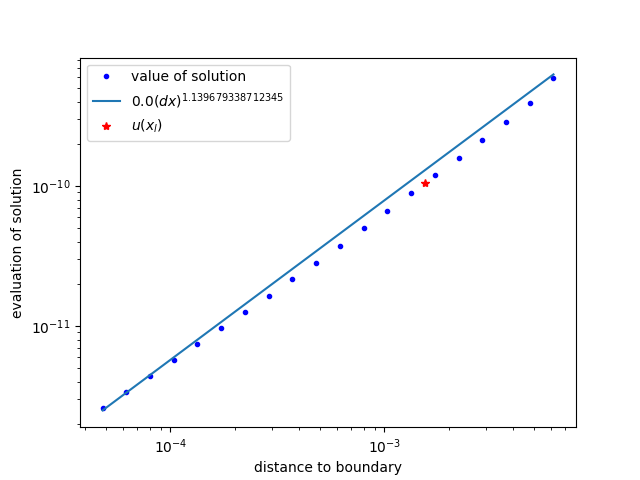 value of solution
0.0(dx)^1.139679338712345
u(x_l)
10^-10
10^-11
evaluation of solution
10^-4
10^-3
distance to boundary